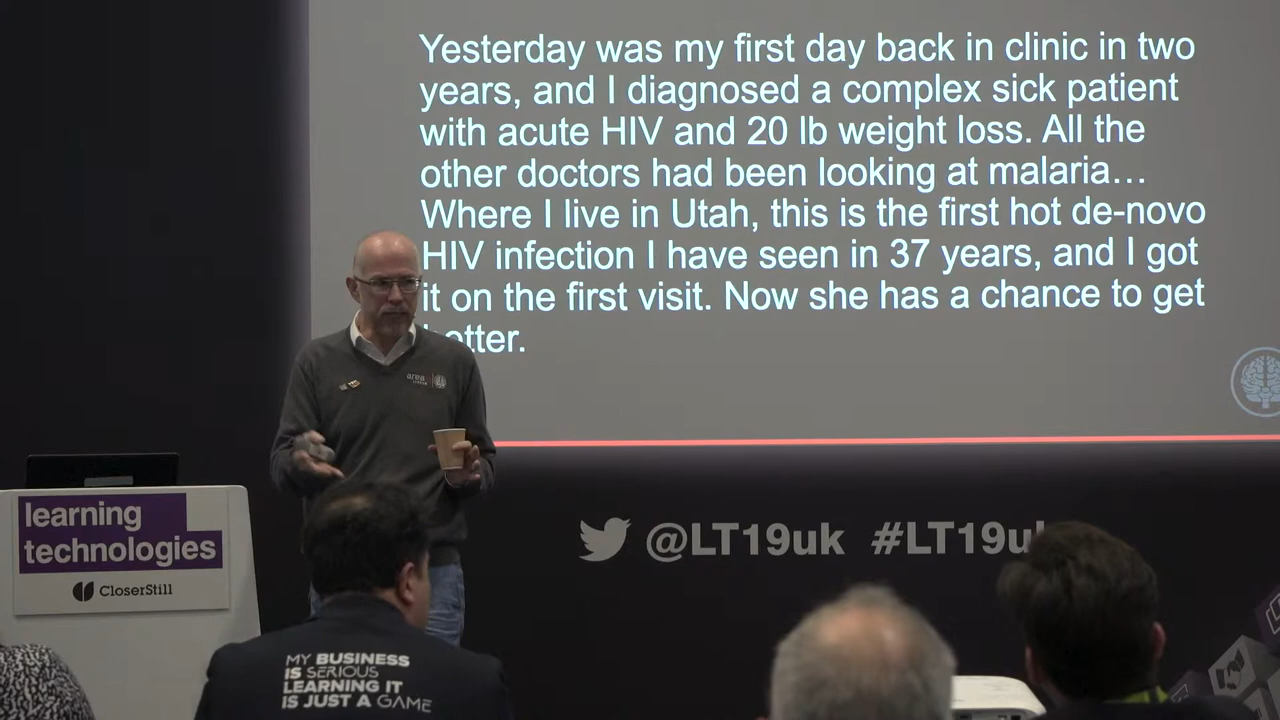 Yesterday was my first day back in clinic in two
years, and I diagnosed a complex sick patient
with acute HIV and 20 lb weight loss. All the
other doctors had been looking at malaria…
Where I live in Utah, this is the first hot de-novo
HIV infection I have seen in 37 years, and I got
it on the first visit. Now she has a chance to get
area
learning
technologies
CloserStill
@LT19uk #LT19u
MY BUSINESS
IS SERIOUS
LEARNING IT
IS JUST A GAME